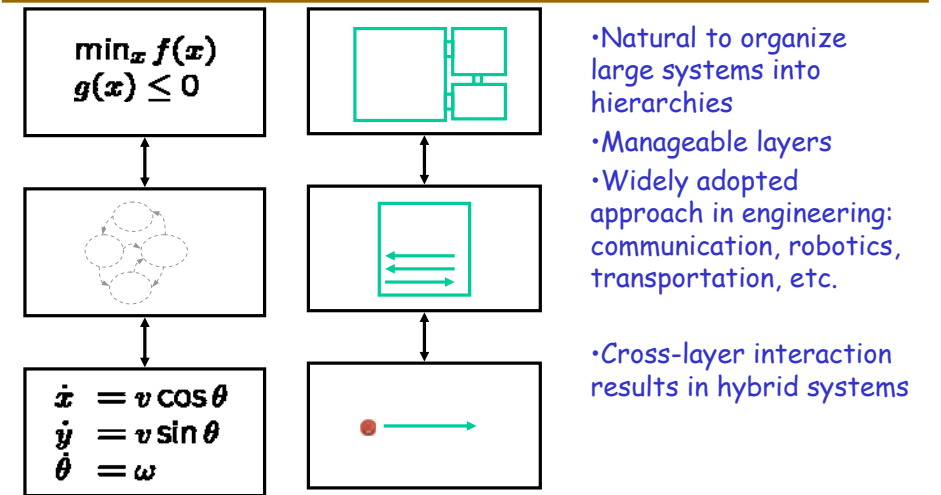 min_x f(x)
g(x) ≤ 0
ẋ = v cos θ
ẏ = v sin θ
θ̇ = ω
•Natural to organize
large systems into
hierarchies
•Manageable layers
•Widely adopted
approach in engineering:
communication, robotics,
transportation, etc.
•Cross-layer interaction
results in hybrid systems